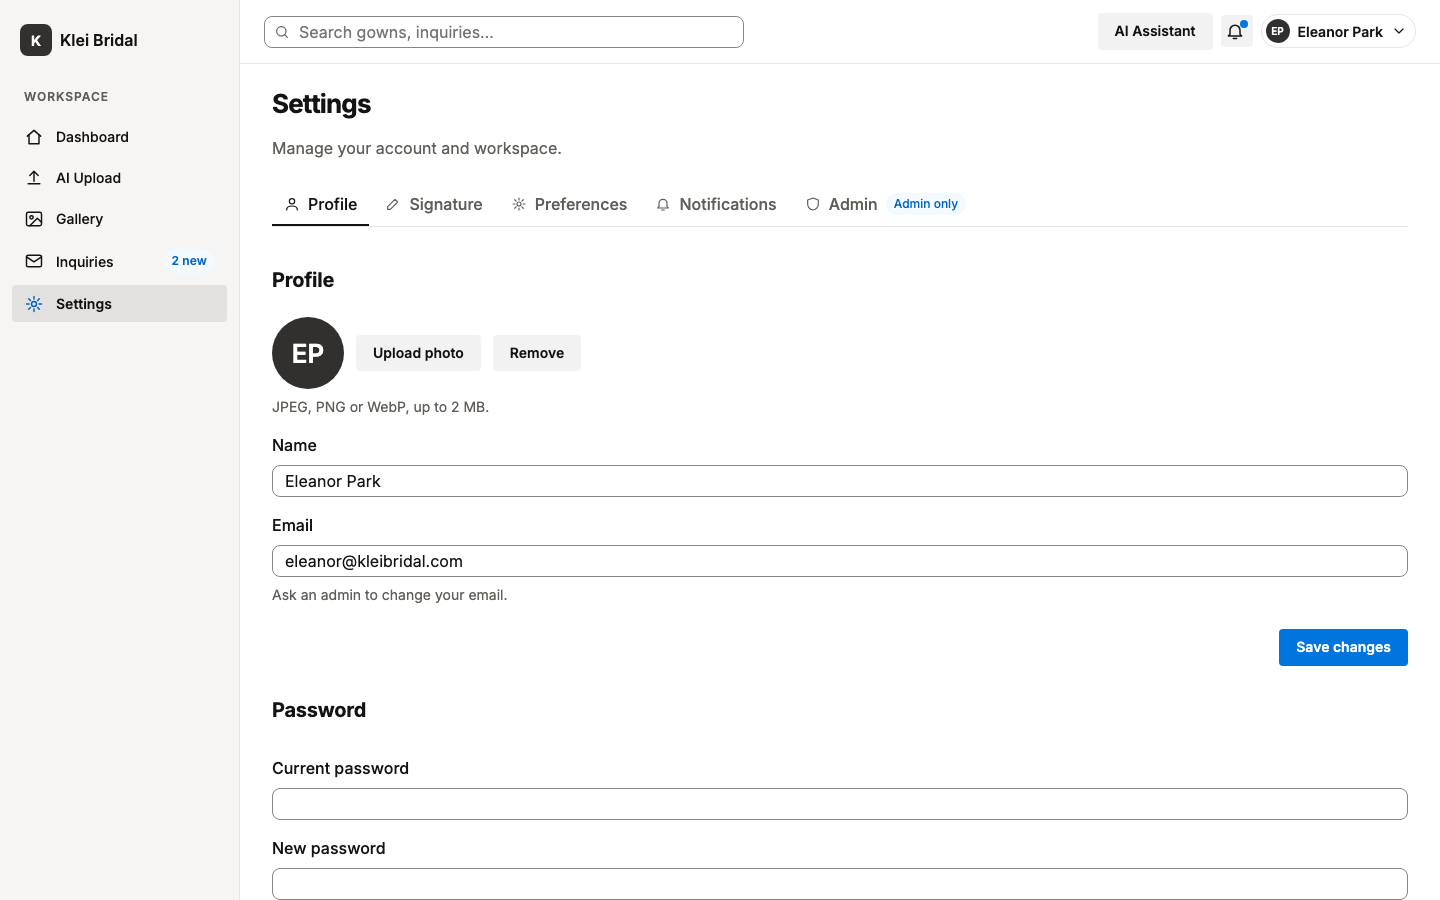 K Klei Bridal
WORKSPACE
Dashboard
AI Upload
Gallery
Inquiries 2 new
Settings
Search gowns, inquiries...
AI Assistant
EP Eleanor Park
Settings
Manage your account and workspace.
Profile Signature Preferences Notifications Admin Admin only
Profile
EP
Upload photo Remove
JPEG, PNG or WebP, up to 2 MB.
Name
Eleanor Park
Email
eleanor@kleibridal.com
Ask an admin to change your email.
Save changes
Password
Current password
New password